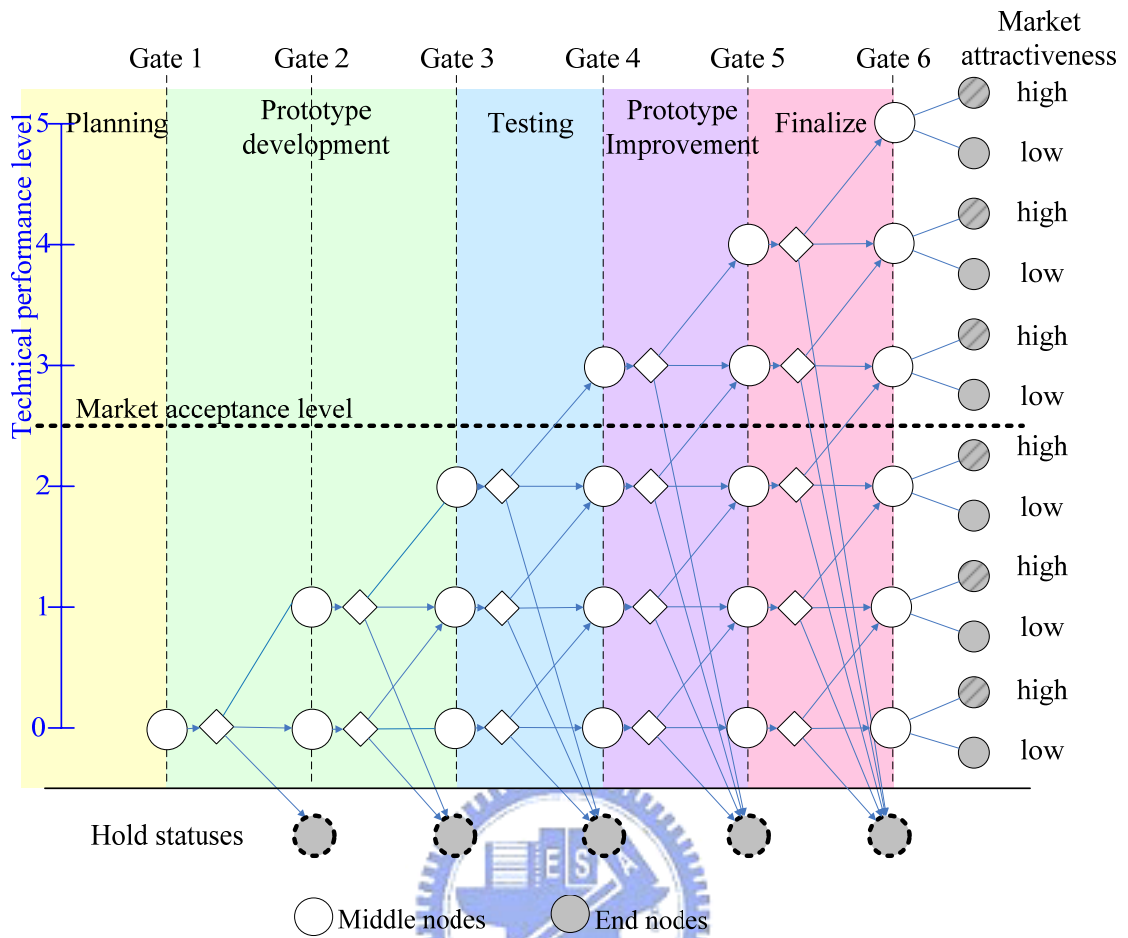 Market
attractiveness
Gate 1 Gate 2 Gate 3 Gate 4 Gate 5 Gate 6
high
Planning
Prototype
development
Testing
Prototype
Improvement
Finalize
low
Technical performance level
5
4
3
2
1
0
high
low
high
low
Market acceptance level
high
low
high
low
high
low
Hold statuses
E S A
Middle nodes
End nodes